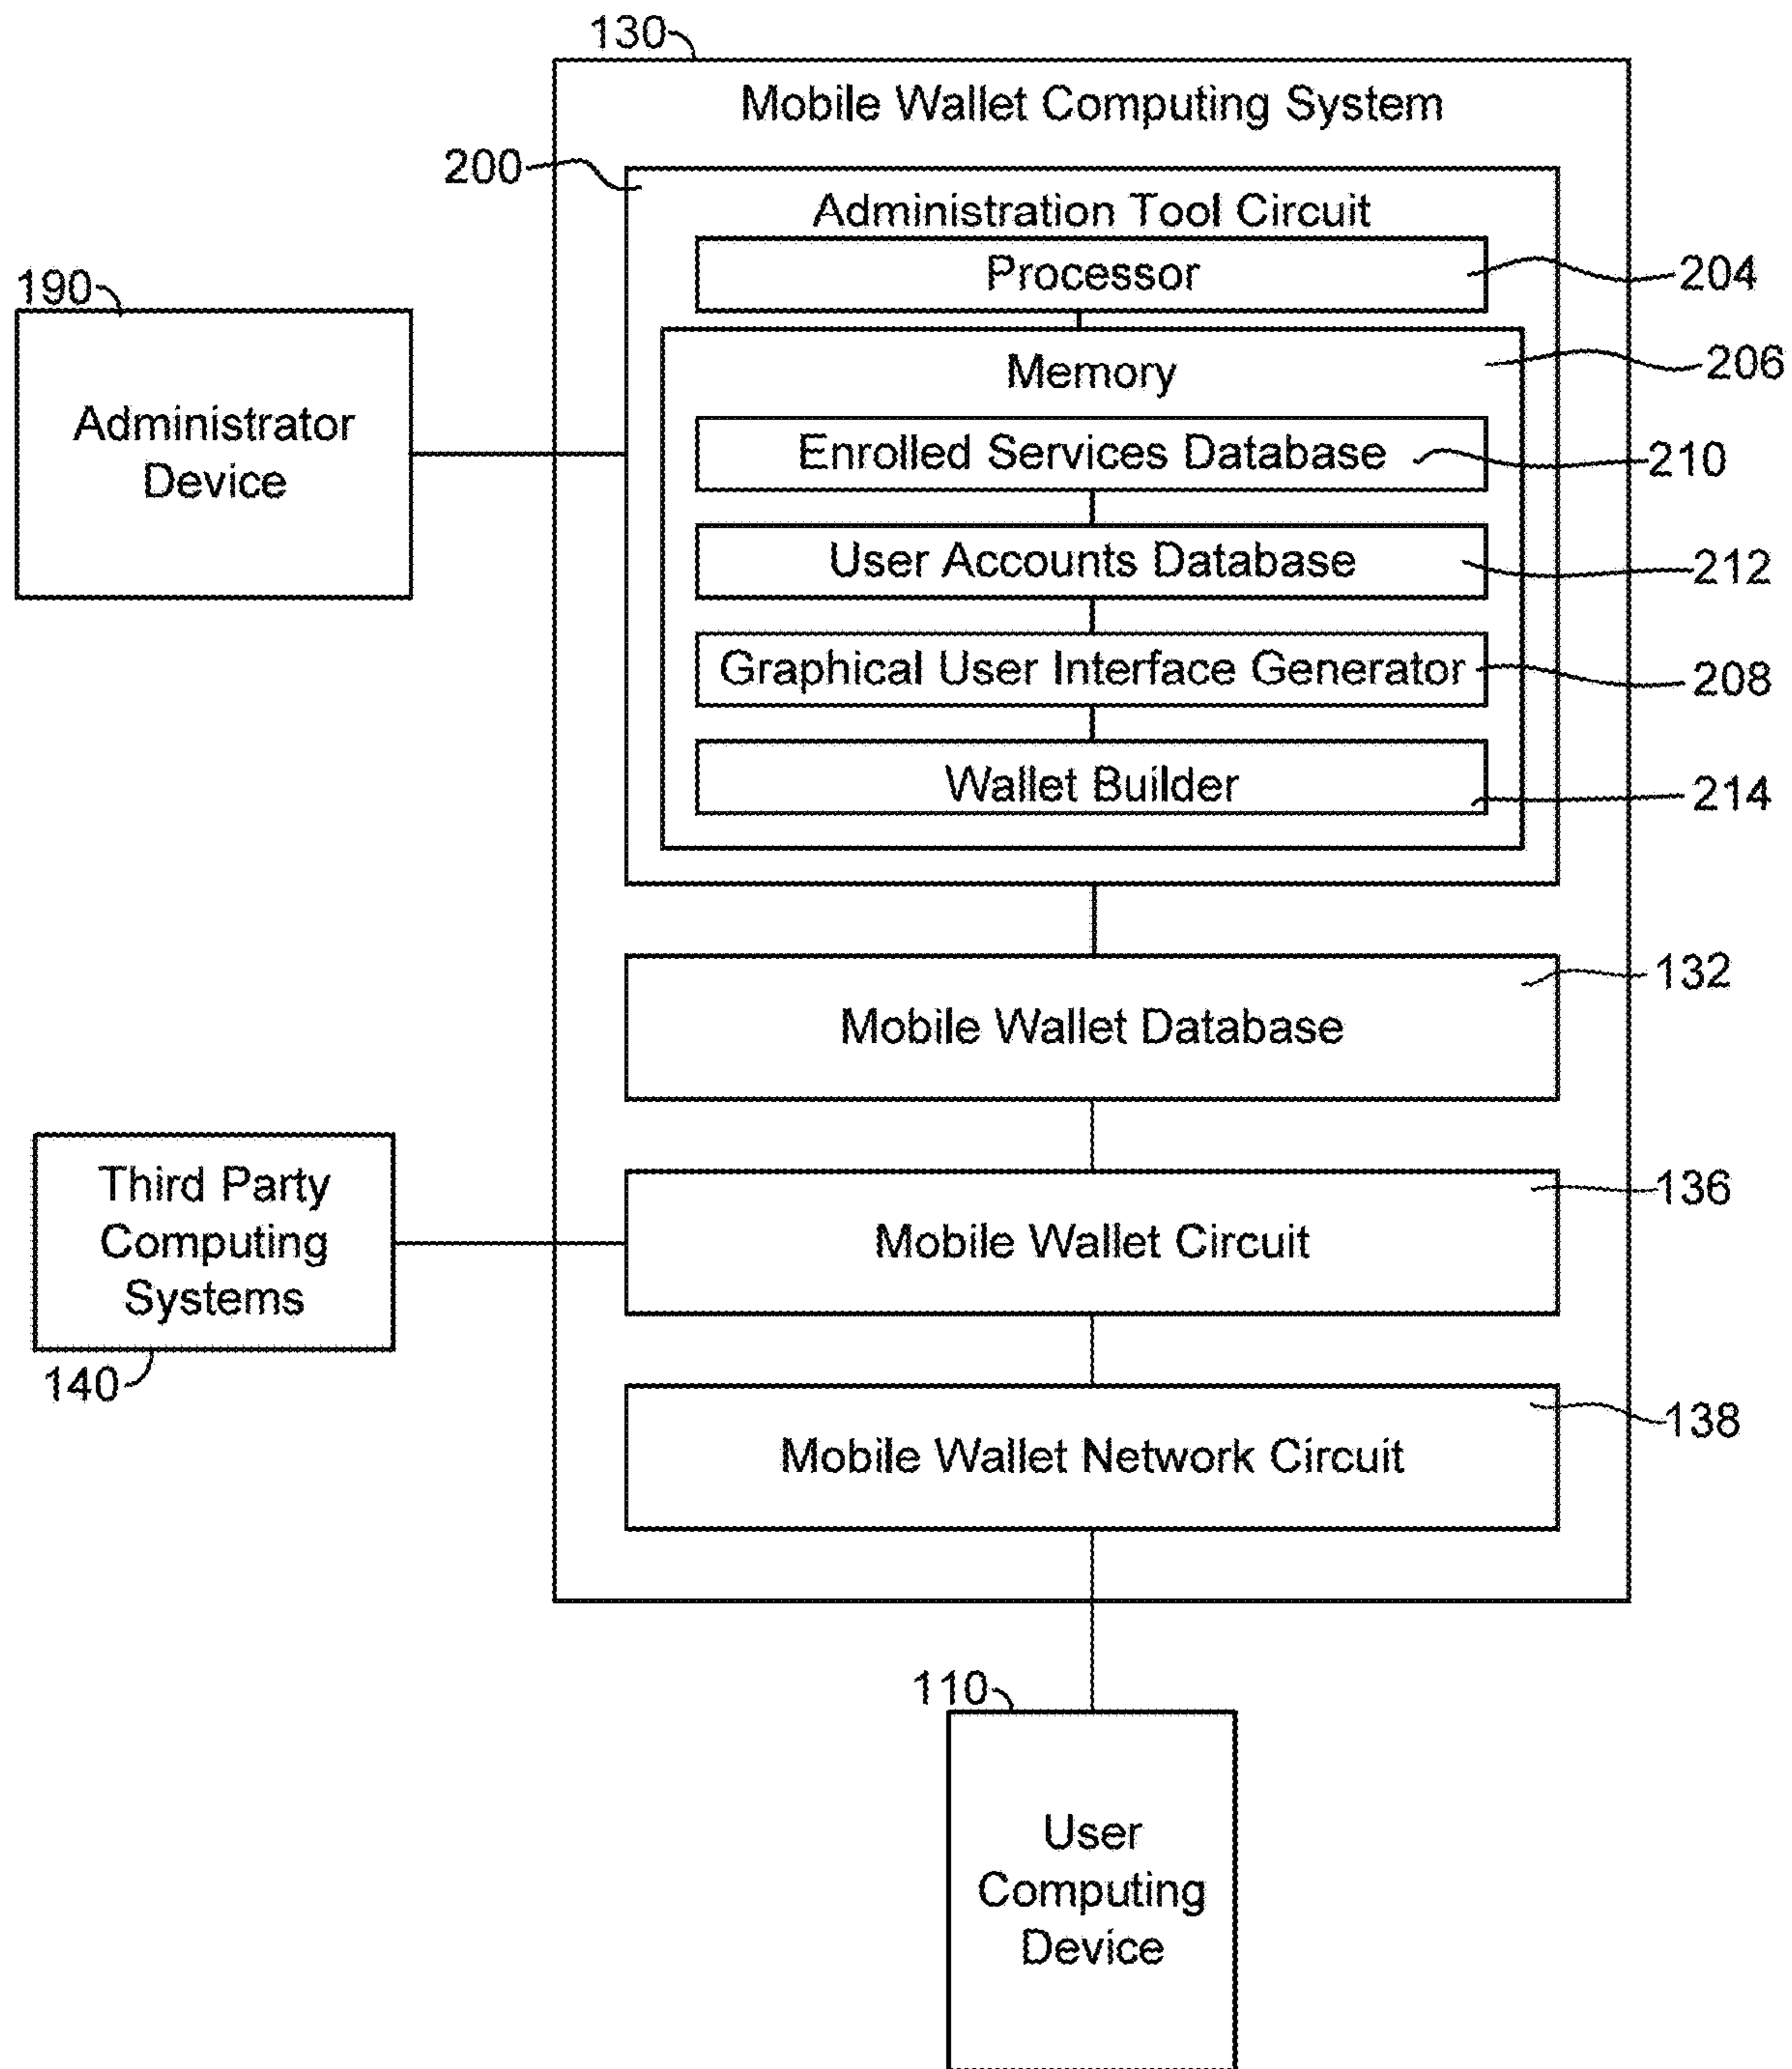 130
Mobile Wallet Computing System
200
Administration Tool Circuit
Processor
204
190
Administrator
Device
Memory
206
Enrolled Services Database
210
User Accounts Database
212
Graphical User Interface Generator
208
Wallet Builder
214
132
Mobile Wallet Database
Third Party
Computing
Systems
140
136
Mobile Wallet Circuit
138
Mobile Wallet Network Circuit
110
User
Computing
Device